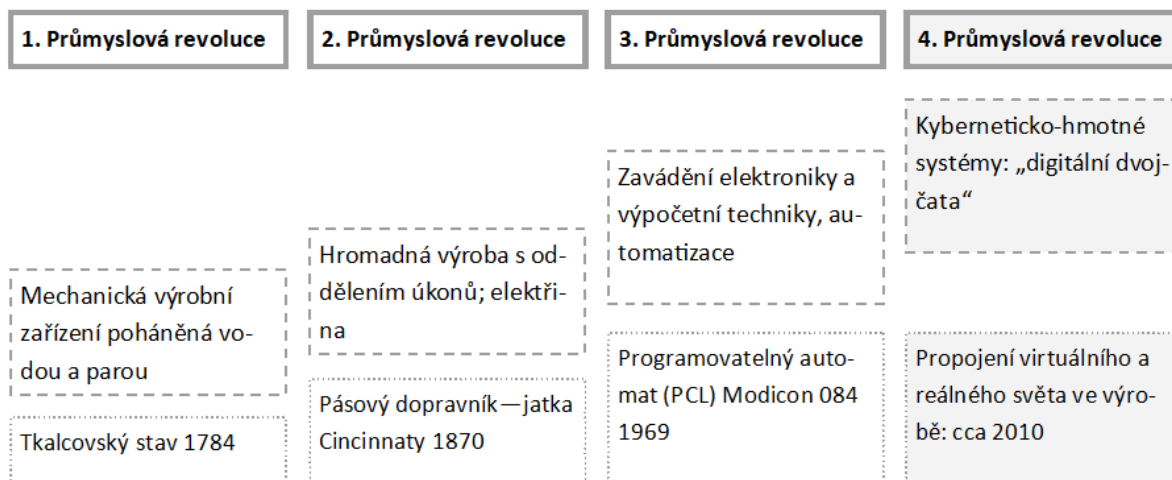 1. Průmyslová revoluce
Mechanická výrobní
zařízení poháněná vo-
dou a parou
Tkalcovský stav 1784
2. Průmyslová revoluce
Hromadná výroba s od-
dělením úkonů; elektři-
na
Pásový dopravník—jatka
Cincinnaty 1870
3. Průmyslová revoluce
Zavádění elektroniky a
výpočetní techniky, au-
tomatizace
Programovatelný auto-
mat (PCL) Modicon 084
1969
4. Průmyslová revoluce
Kyberneticko-hmotné
systémy: „digitální dvoj-
čata“
Propojení virtuálního a
reálného světa ve výro-
bě: cca 2010